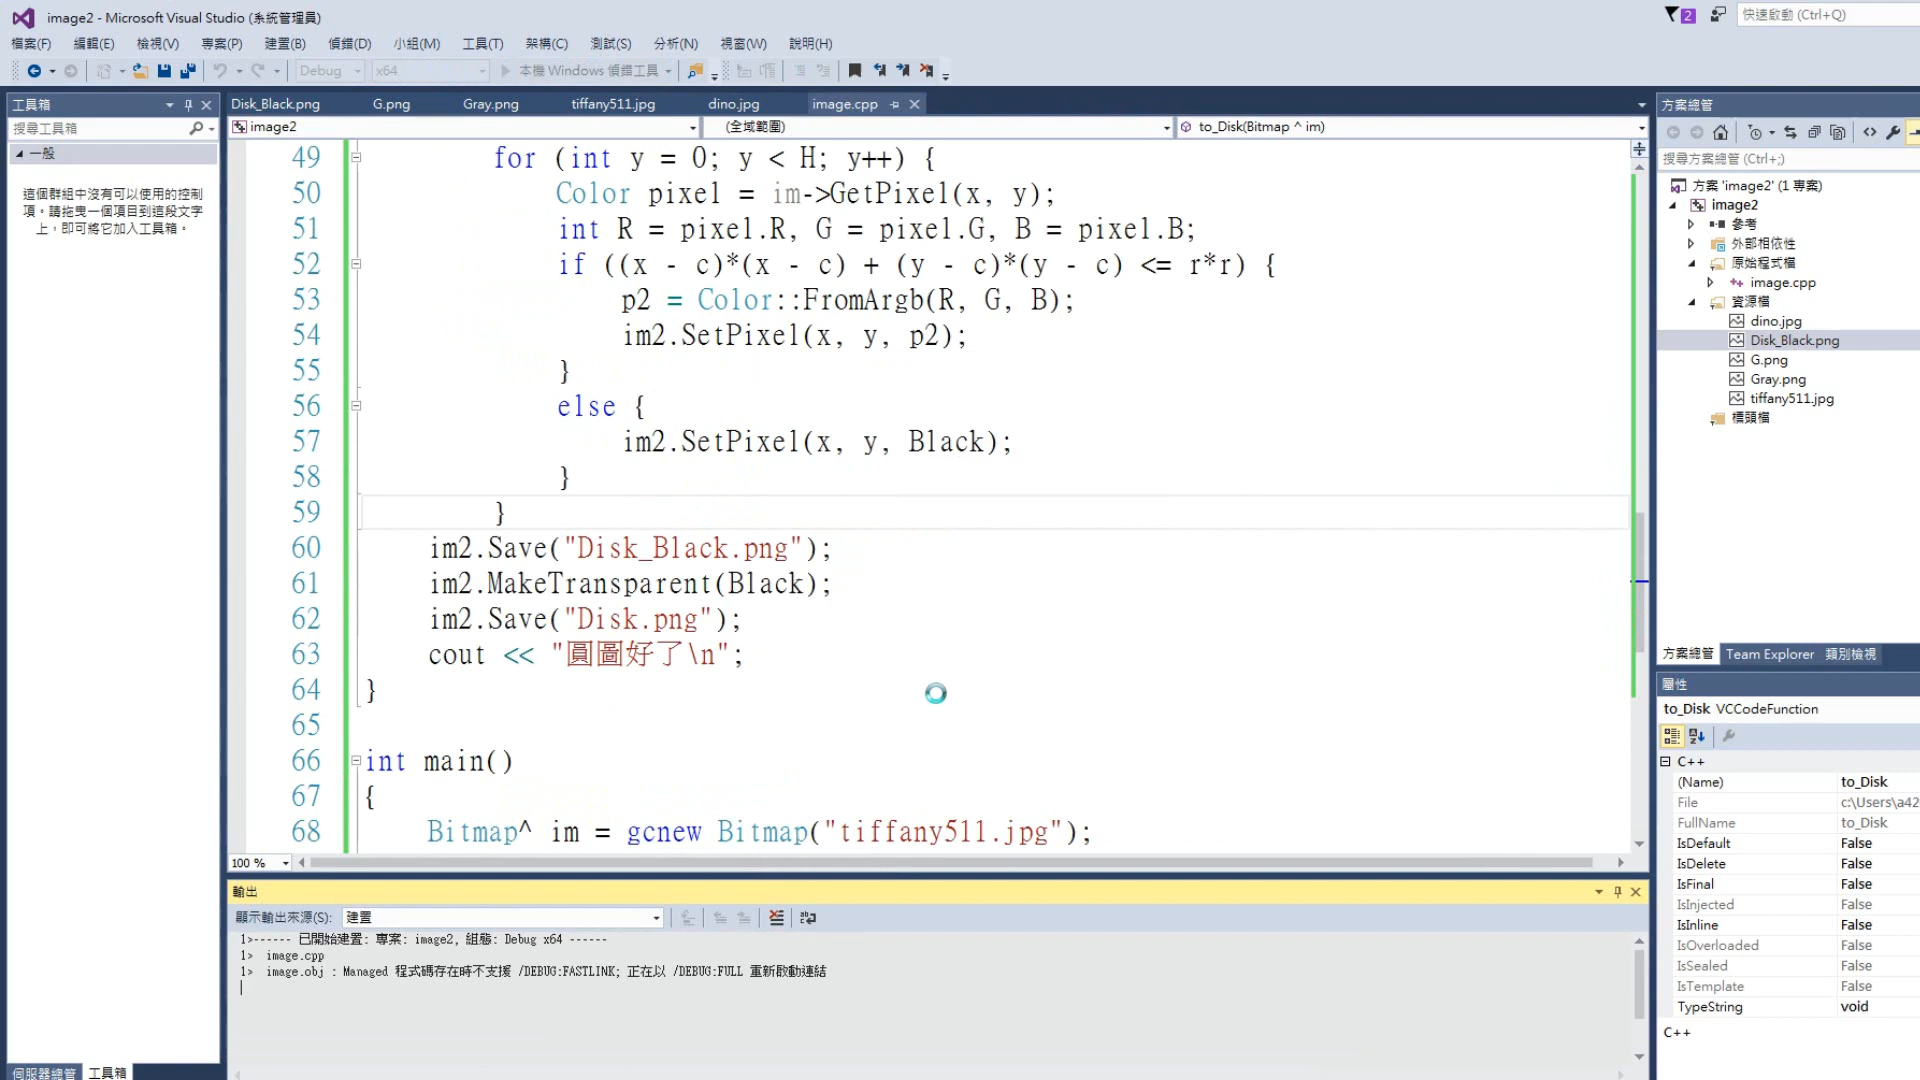 image2 - Microsoft Visual Studio (系統管理員)
2
快速啟動 (Ctrl+Q)
檔案(F) 編輯(E) 檢視(V) 專案(P) 建置(B) 偵錯(D) 小組(M) 工具(T) 架構(C) 測試(S) 分析(N) 視窗(W) 說明(H)
Debug x64 本機 Windows 偵錯工具
工具箱
搜尋工具箱
一般
這個群組中沒有可以使用的控制
項。請拖曳一個項目到這段文字
上，即可將它加入工具箱。
伺服器總管 工具箱
Disk_Black.png G.png Gray.png tiffany511.jpg dino.jpg image.cpp
image2 (全域範圍) to_Disk(Bitmap ^ im)
49 for (int y = 0; y < H; y++) {
50 Color pixel = im->GetPixel(x, y);
51 int R = pixel.R, G = pixel.G, B = pixel.B;
52 if ((x - c)*(x - c) + (y - c)*(y - c) <= r*r) {
53 p2 = Color::FromArgb(R, G, B);
54 im2.SetPixel(x, y, p2);
55 }
56 else {
57 im2.SetPixel(x, y, Black);
58 }
59 }
60 im2.Save("Disk_Black.png");
61 im2.MakeTransparent(Black);
62 im2.Save("Disk.png");
63 cout << "圓圖好了\n";
64 }
65
66 int main()
67 {
68 Bitmap^ im = gcnew Bitmap("tiffany511.jpg");
100 %
輸出
顯示輸出來源(S): 建置
1>------ 已開始建置: 專案: image2, 組態: Debug x64 ------
1> image.cpp
1> image.obj : Managed 程式碼存在時不支援 /DEBUG:FASTLINK; 正在以 /DEBUG:FULL 重新啟動連結
方案總管
搜尋方案總管 (Ctrl+;)
方案 'image2' (1 專案)
image2
參考
外部相依性
原始程式檔
image.cpp
資源檔
dino.jpg
Disk_Black.png
G.png
Gray.png
tiffany511.jpg
標頭檔
方案總管 Team Explorer 類別檢視
屬性
to_Disk VCCodeFunction
C++
(Name) to_Disk
File c:\Users\a42
FullName to_Disk
IsDefault False
IsDelete False
IsFinal False
IsInjected False
IsInline False
IsOverloaded False
IsSealed False
IsTemplate False
TypeString void
C++